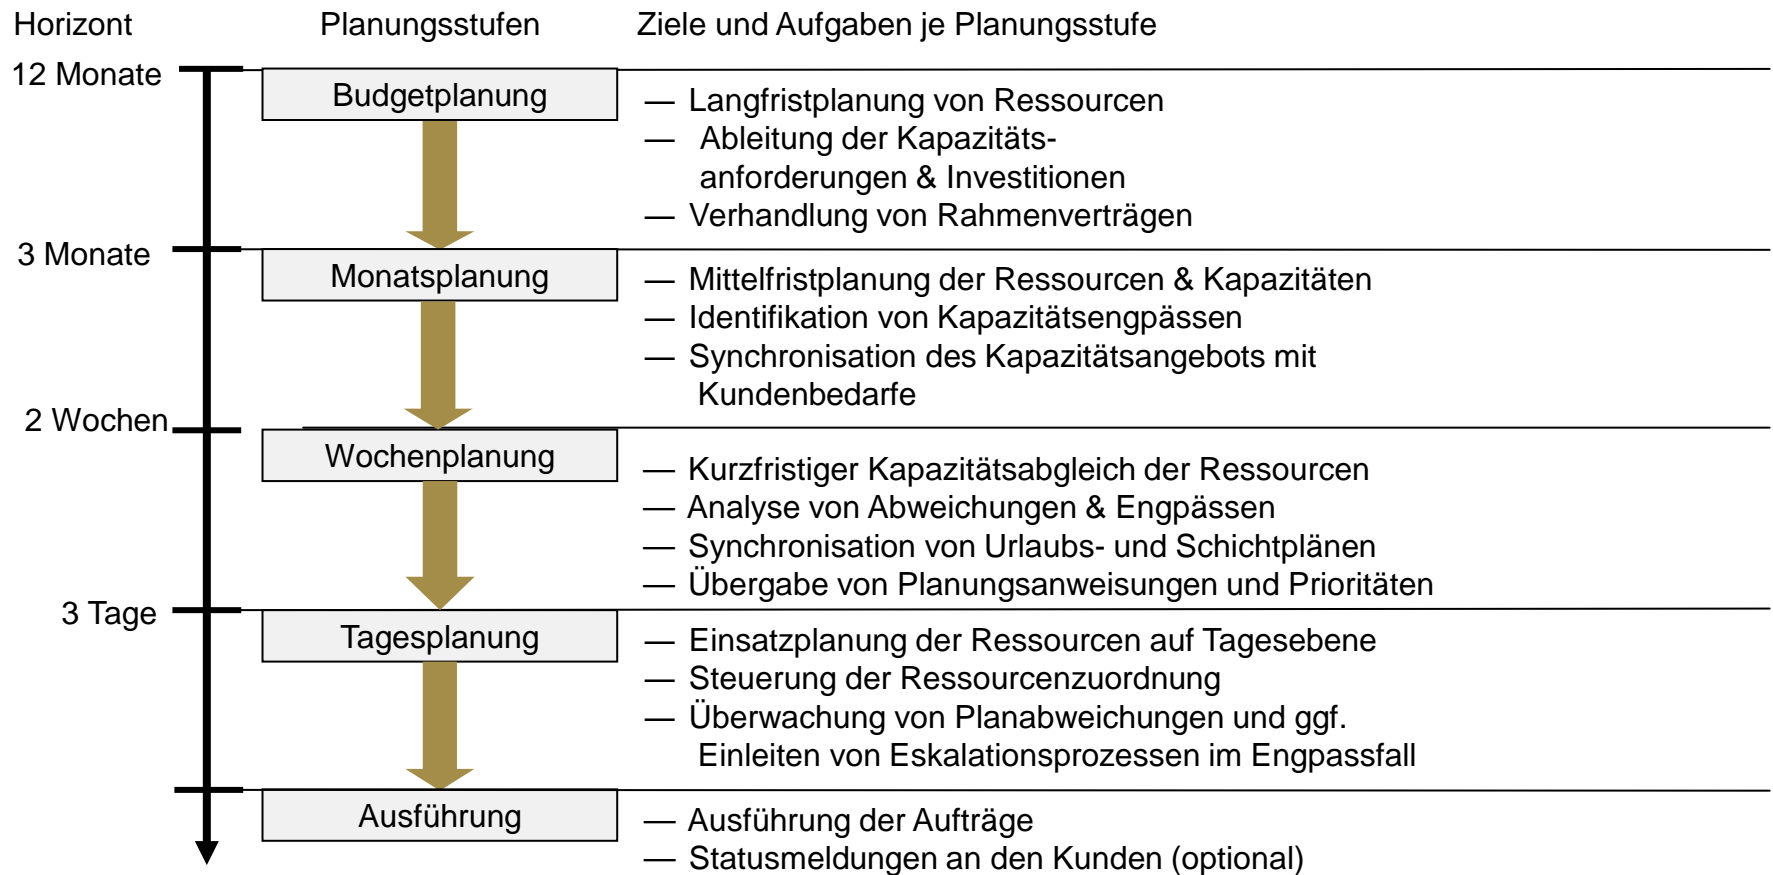 Horizont Planungsstufen Ziele und Aufgaben je Planungsstufe
12 Monate
Budgetplanung
— Langfristplanung von Ressourcen
— Ableitung der Kapazitäts-
anforderungen & Investitionen
— Verhandlung von Rahmenverträgen
3 Monate
Monatsplanung
— Mittelfristplanung der Ressourcen & Kapazitäten
— Identifikation von Kapazitätsengpässen
— Synchronisation des Kapazitätsangebots mit
Kundenbedarfe
2 Wochen
Wochenplanung
— Kurzfristiger Kapazitätsabgleich der Ressourcen
— Analyse von Abweichungen & Engpässen
— Synchronisation von Urlaubs- und Schichtplänen
— Übergabe von Planungsanweisungen und Prioritäten
3 Tage
Tagesplanung
— Einsatzplanung der Ressourcen auf Tagesebene
— Steuerung der Ressourcenzuordnung
— Überwachung von Planabweichungen und ggf.
Einleiten von Eskalationsprozessen im Engpassfall
Ausführung
— Ausführung der Aufträge
— Statusmeldungen an den Kunden (optional)